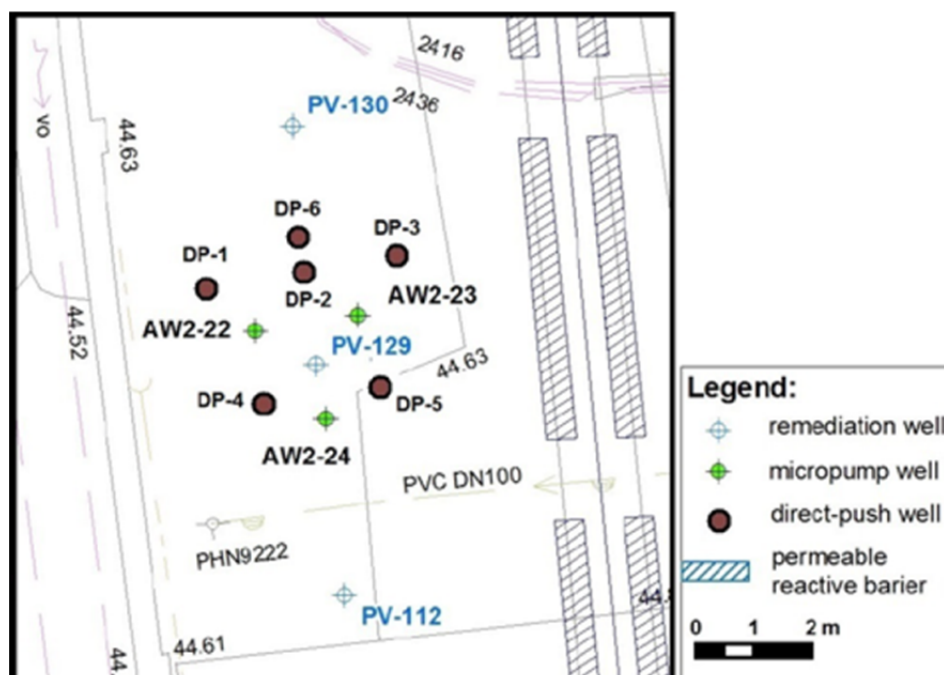 2416
2436
PV-130
vo
44.63
DP-6
DP-3
DP-1
DP-2
AW2-23
AW2-22
44.52
PV-129
44.63
DP-4
DP-5
AW2-24
PVC DN100
PHN9222
PV-112
44.61
Legend:
remediation well
micropump well
direct-push well
permeable
reactive barrier
0 1 2 m